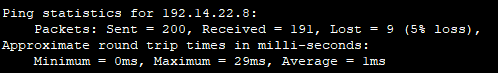 Ping statistics for 192.14.22.8:
    Packets: Sent = 200, Received = 191, Lost = 9 (5% loss),
Approximate round trip times in milli-seconds:
    Minimum = 0ms, Maximum = 29ms, Average = 1ms